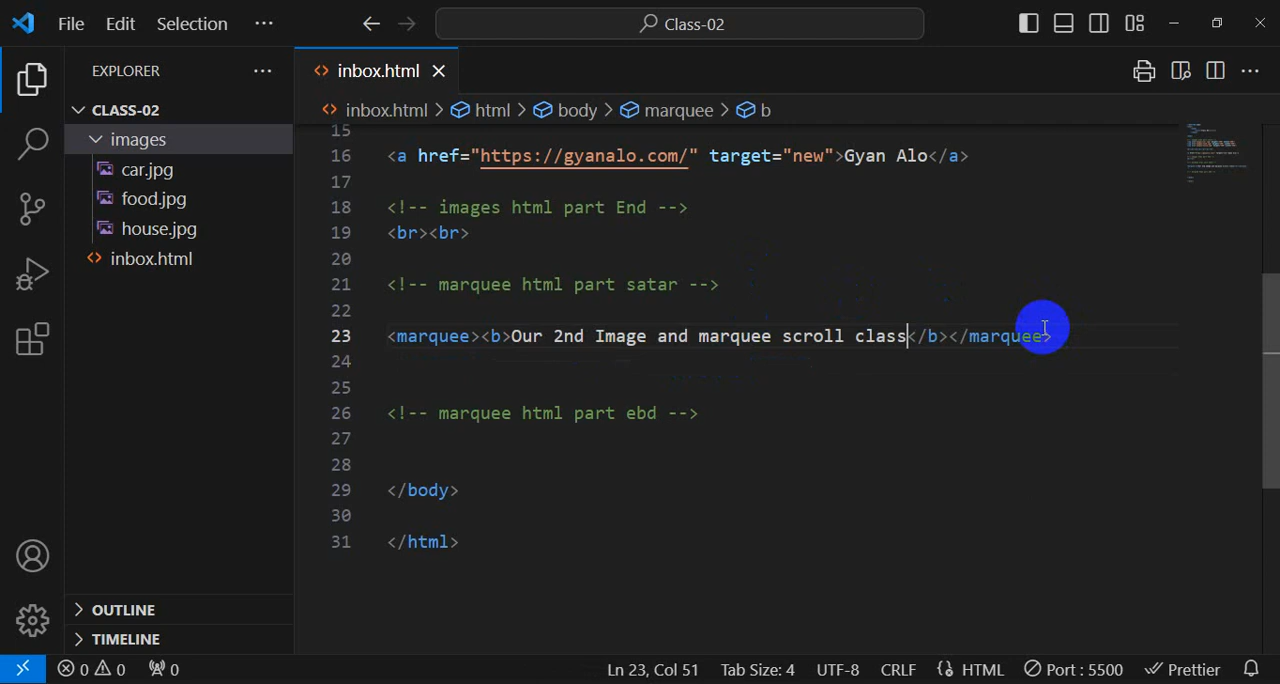 File Edit Selection ··· Class-02
EXPLORER ···
inbox.html
CLASS-02
inbox.html > html > body > marquee > b
images
car.jpg
food.jpg
house.jpg
inbox.html
15
16 <a href="https://gyanalo.com/" target="new">Gyan Alo</a>
17
18 <!-- images html part End -->
19 <br><br>
20
21 <!-- marquee html part satar -->
22
23 <marquee><b>Our 2nd Image and marquee scroll class</b></marquee>
24
25
26 <!-- marquee html part ebd -->
27
28
29 </body>
30
31 </html>
OUTLINE
TIMELINE
0 0 0 Ln 23, Col 51 Tab Size: 4 UTF-8 CRLF HTML Port : 5500 Prettier